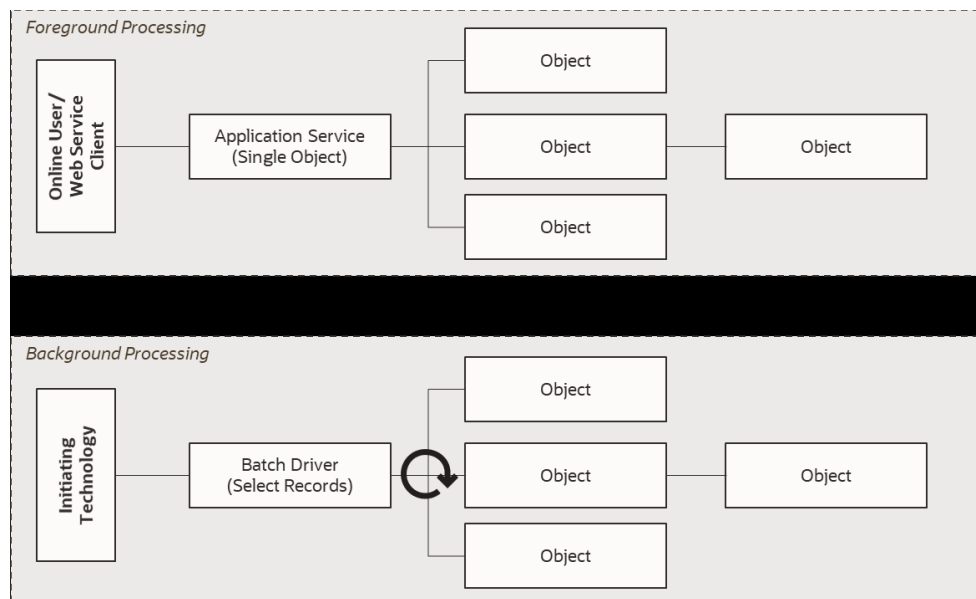 Foreground Processing
Online User/
Web Service
Client
Application Service
(Single Object)
Object
Object
Object
Object
Background Processing
Initiating
Technology
Batch Driver
(Select Records)
Object
Object
Object
Object